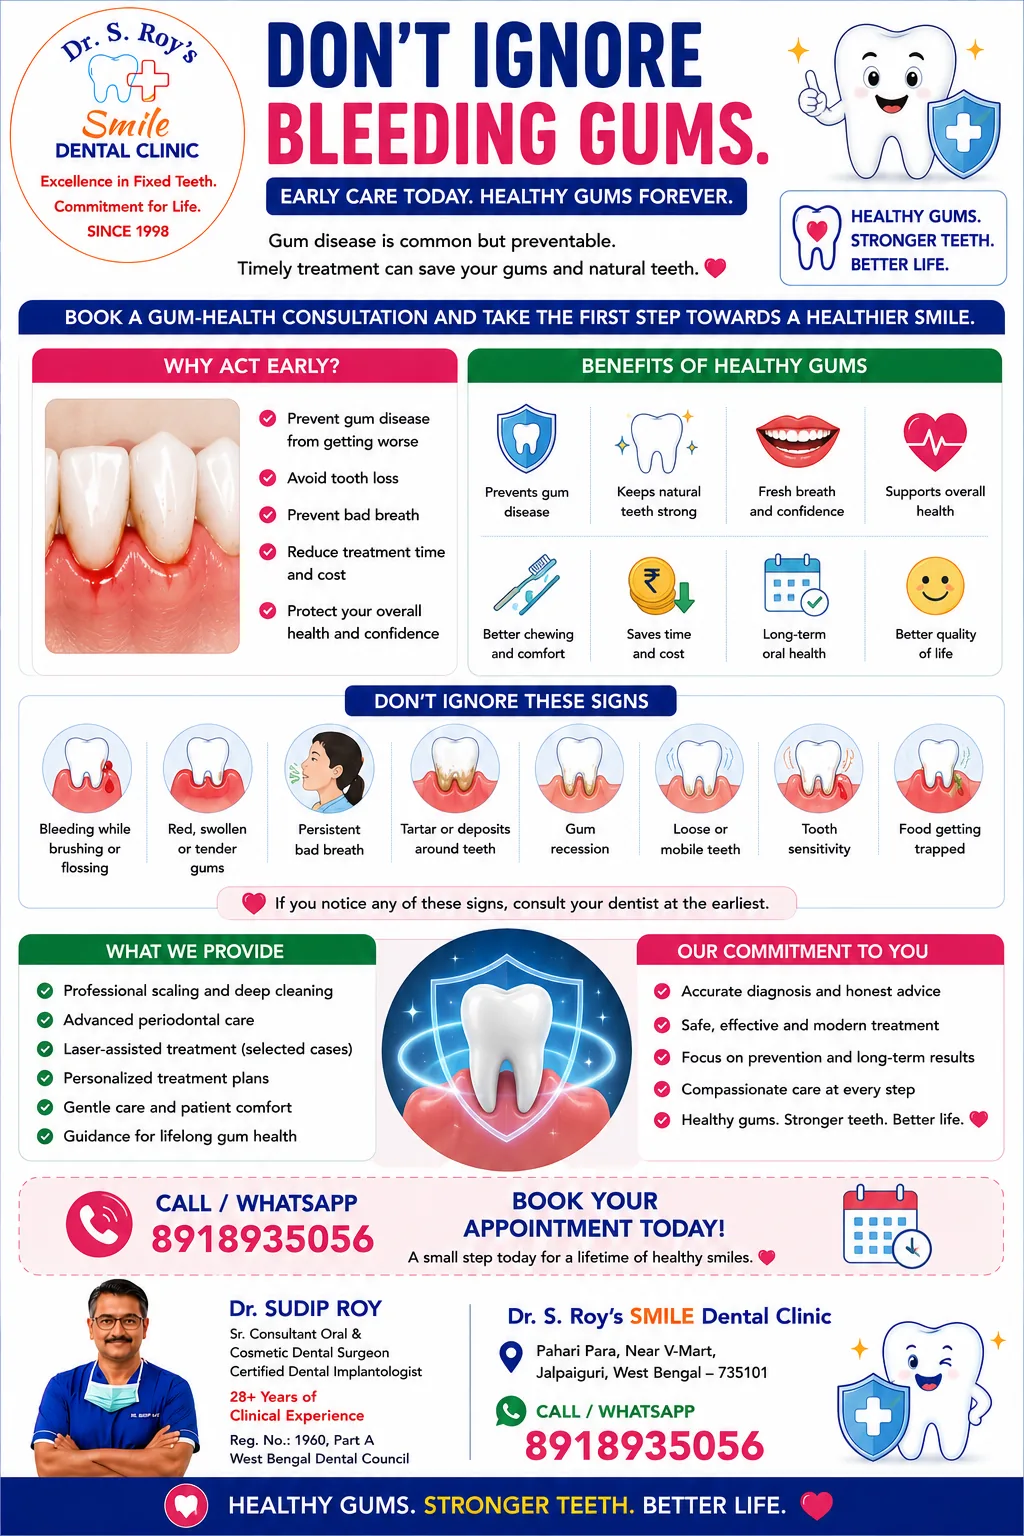 Dr. S. Roy's
Smile
DENTAL CLINIC
Excellence in Fixed Teeth.
Commitment for Life.
SINCE 1998
DON'T IGNORE
BLEEDING GUMS.
EARLY CARE TODAY. HEALTHY GUMS FOREVER.
Gum disease is common but preventable.
Timely treatment can save your gums and natural teeth.
HEALTHY GUMS.
STRONGER TEETH.
BETTER LIFE.
BOOK A GUM-HEALTH CONSULTATION AND TAKE THE FIRST STEP TOWARDS A HEALTHIER SMILE.
WHY ACT EARLY?
Prevent gum disease
from getting worse
Avoid tooth loss
Prevent bad breath
Reduce treatment time
and cost
Protect your overall
health and confidence
BENEFITS OF HEALTHY GUMS
Prevents gum
disease
Keeps natural
teeth strong
Fresh breath
and confidence
Supports overall
health
₹
Better chewing
and comfort
Saves time
and cost
Long-term
oral health
Better quality
of life
DON'T IGNORE THESE SIGNS
Bleeding while
brushing or
flossing
Red, swollen
or tender
gums
Persistent
bad breath
Tartar or deposits
around teeth
Gum
recession
Loose or
mobile teeth
Tooth
sensitivity
Food getting
trapped
If you notice any of these signs, consult your dentist at the earliest.
WHAT WE PROVIDE
Professional scaling and deep cleaning
Advanced periodontal care
Laser-assisted treatment (selected cases)
Personalized treatment plans
Gentle care and patient comfort
Guidance for lifelong gum health
OUR COMMITMENT TO YOU
Accurate diagnosis and honest advice
Safe, effective and modern treatment
Focus on prevention and long-term results
Compassionate care at every step
Healthy gums. Stronger teeth. Better life.
CALL / WHATSAPP
8918935056
BOOK YOUR
APPOINTMENT TODAY!
A small step today for a lifetime of healthy smiles.
Dr. SUDIP ROY
Sr. Consultant Oral &
Cosmetic Dental Surgeon
Certified Dental Implantologist
28+ Years of
Clinical Experience
Reg. No.: 1960, Part A
West Bengal Dental Council
Dr. S. Roy's SMILE Dental Clinic
Pahari Para, Near V-Mart,
Jalpaiguri, West Bengal – 735101
CALL / WHATSAPP
8918935056
HEALTHY GUMS. STRONGER TEETH. BETTER LIFE.